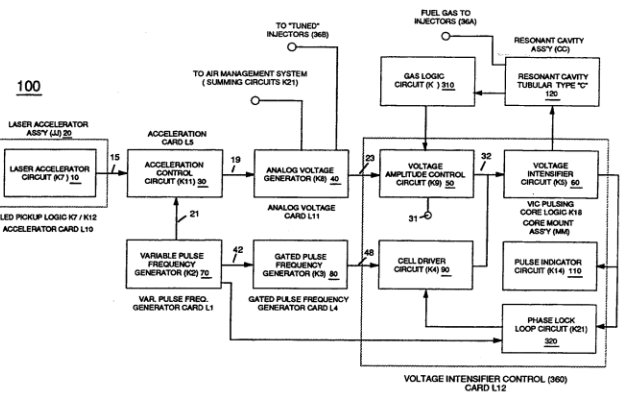 FUEL GAS TO
INJECTORS (36A)
TO "TUNED"
INJECTORS (36B)
RESONANT CAVITY
ASS'Y (CC)
TO AIR MANAGEMENT SYSTEM
( SUMMING CIRCUITS K21)
GAS LOGIC
CIRCUIT (K ) 310
RESONANT CAVITY
TUBULAR TYPE "C"
120
100
LASER ACCELERATOR
ASS'Y (JJ) 20
ACCELERATION
CARD L5
LASER ACCELERATOR
CIRCUIT (K7 ) 10
15
ACCELERATION
CONTROL
CIRCUIT (K11) 30
19
ANALOG VOLTAGE
GENERATOR (K8) 40
23
VOLTAGE
AMPLITUDE CONTROL
CIRCUIT (K9) 50
32
VOLTAGE
INTENSIFIER
CIRCUIT (K5) 60
LED PICKUP LOGIC K7 / K12
ACCELERATOR CARD L10
21
ANALOG VOLTAGE
CARD L11
31
VIC PULSING
CORE LOGIC K18
CORE MOUNT
ASS'Y (MM)
VARIABLE PULSE
FREQUENCY
GENERATOR (K2) 70
42
GATED PULSE
FREQUENCY
GENERATOR (K3) 80
48
CELL DRIVER
CIRCUIT (K4) 90
PULSE INDICATOR
CIRCUIT (K14) 110
VAR. PULSE FREQ.
GENERATOR CARD L1
GATED PULSE FREQUENCY
GENERATOR CARD L4
PHASE LOCK
LOOP CIRCUIT (K21)
320
VOLTAGE INTENSIFIER CONTROL (360)
CARD L12